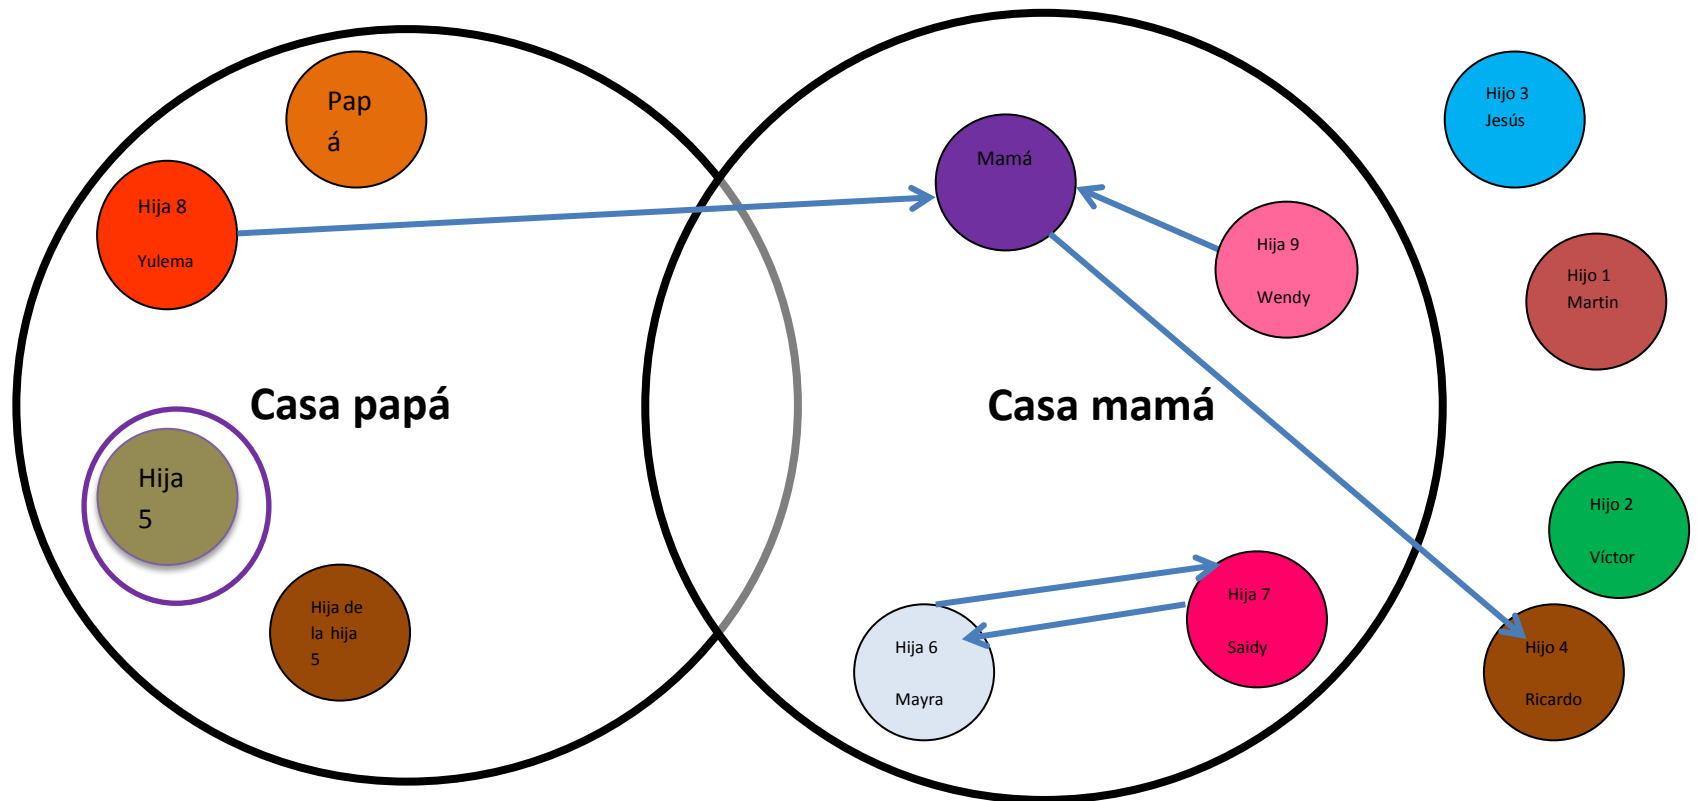 Pap
á
Hija 8
Yulema
Casa papá
Hija
5
Hija de
la hija
5
Mamá
Hija 9
Wendy
Casa mamá
Hija 7
Saidy
Hija 6
Mayra
Hijo 3
Jesús
Hijo 1
Martin
Hijo 2
Víctor
Hijo 4
Ricardo